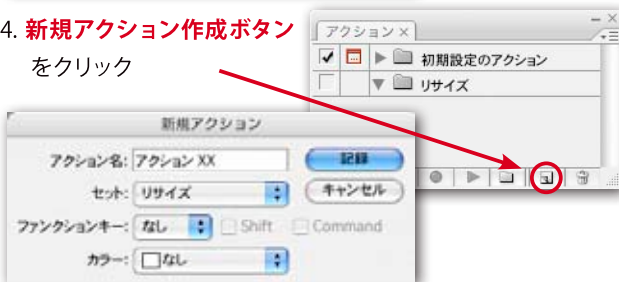 4. 新規アクション作成ボタン
をクリック
アクション ×
初期設定のアクション
リサイズ
新規アクション
アクション名: アクション XX
記録
セット: リサイズ
キャンセル
ファンクションキー: なし Shift Command
カラー: なし